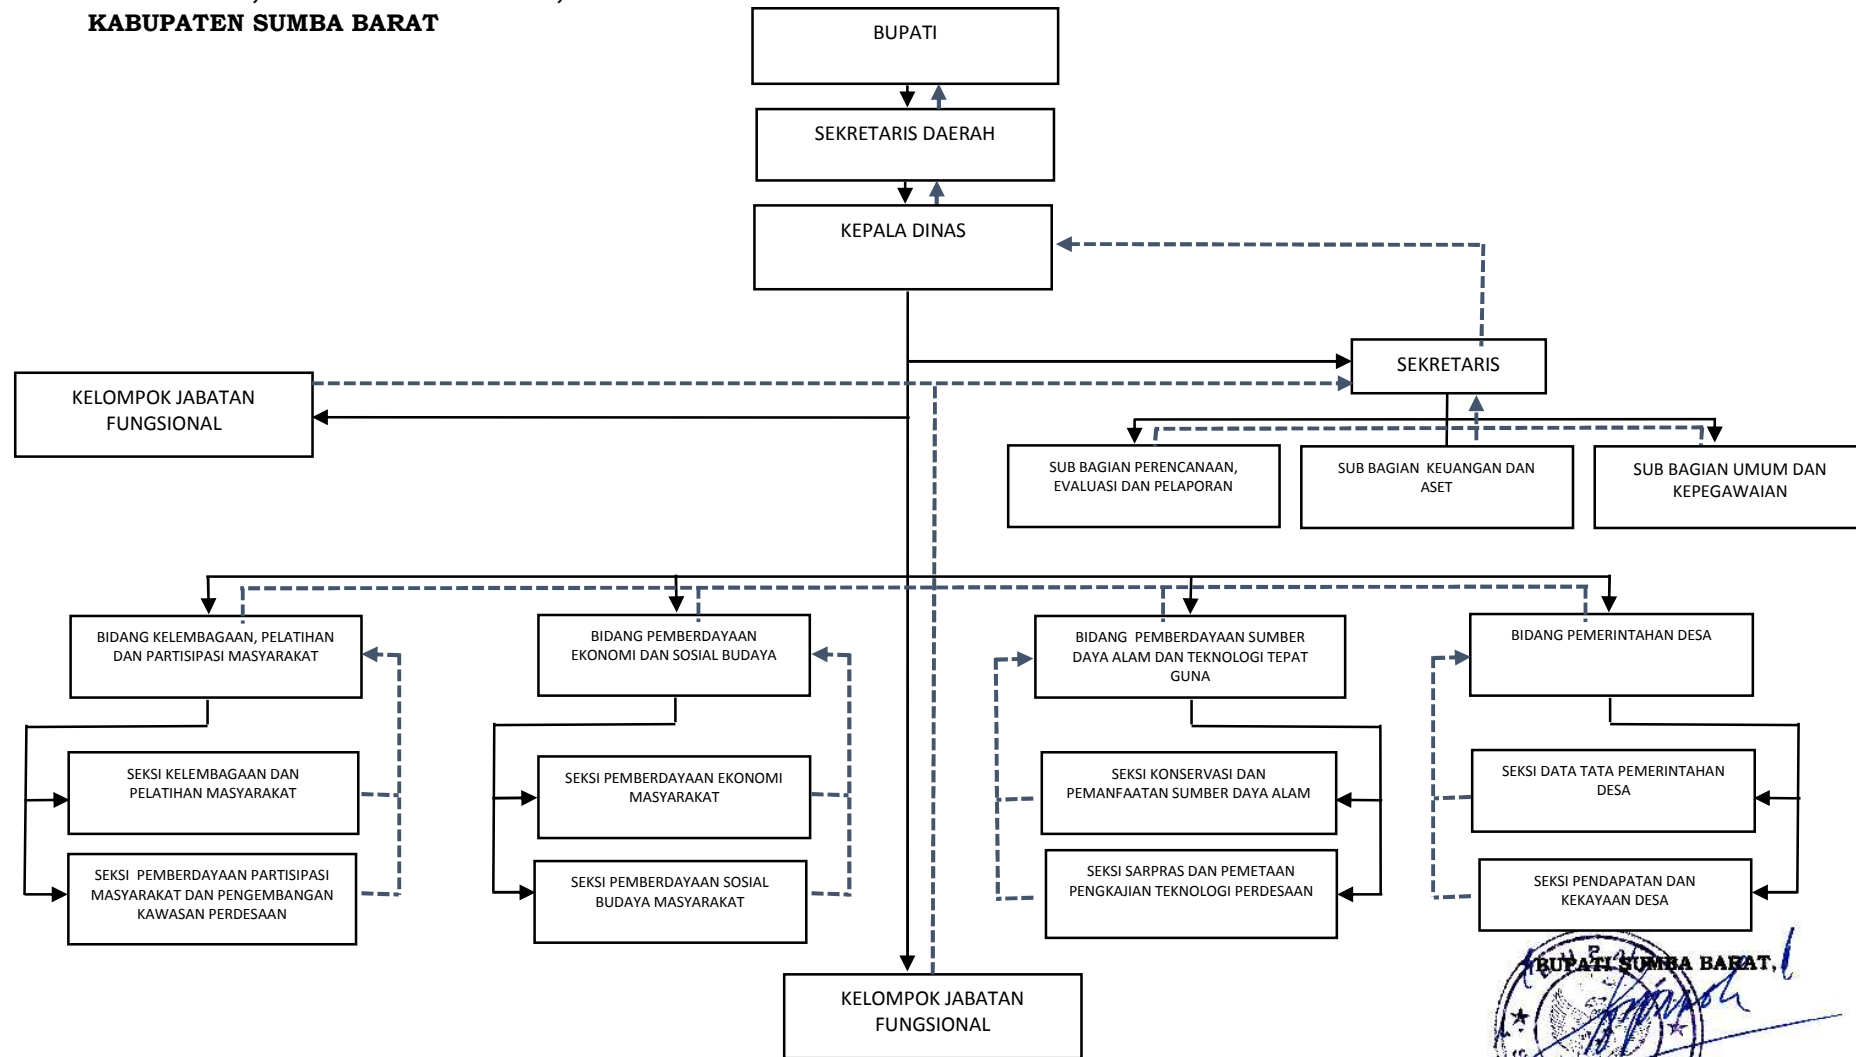 KABUPATEN SUMBA BARAT
BUPATI
SEKRETARIS DAERAH
KEPALA DINAS
SEKRETARIS
KELOMPOK JABATAN
FUNGSIONAL
SUB BAGIAN PERENCANAAN,
EVALUASI DAN PELAPORAN
SUB BAGIAN KEUANGAN DAN
ASET
SUB BAGIAN UMUM DAN
KEPEGAWAIAN
BIDANG KELEMBAGAAN, PELATIHAN
DAN PARTISIPASI MASYARAKAT
BIDANG PEMBERDAYAAN
EKONOMI DAN SOSIAL BUDAYA
BIDANG PEMBERDAYAAN SUMBER
DAYA ALAM DAN TEKNOLOGI TEPAT
GUNA
BIDANG PEMERINTAHAN DESA
SEKSI KELEMBAGAAN DAN
PELATIHAN MASYARAKAT
SEKSI PEMBERDAYAAN EKONOMI
MASYARAKAT
SEKSI KONSERVASI DAN
PEMANFAATAN SUMBER DAYA ALAM
SEKSI DATA TATA PEMERINTAHAN
DESA
SEKSI PEMBERDAYAAN PARTISIPASI
MASYARAKAT DAN PENGEMBANGAN
KAWASAN PERDESAAN
SEKSI PEMBERDAYAAN SOSIAL
BUDAYA MASYARAKAT
SEKSI SARPRAS DAN PEMETAAN
PENGKAJIAN TEKNOLOGI PERDESAAN
SEKSI PENDAPATAN DAN
KEKAYAAN DESA
BUPATI SUMBA BARAT,
KELOMPOK JABATAN
FUNGSIONAL